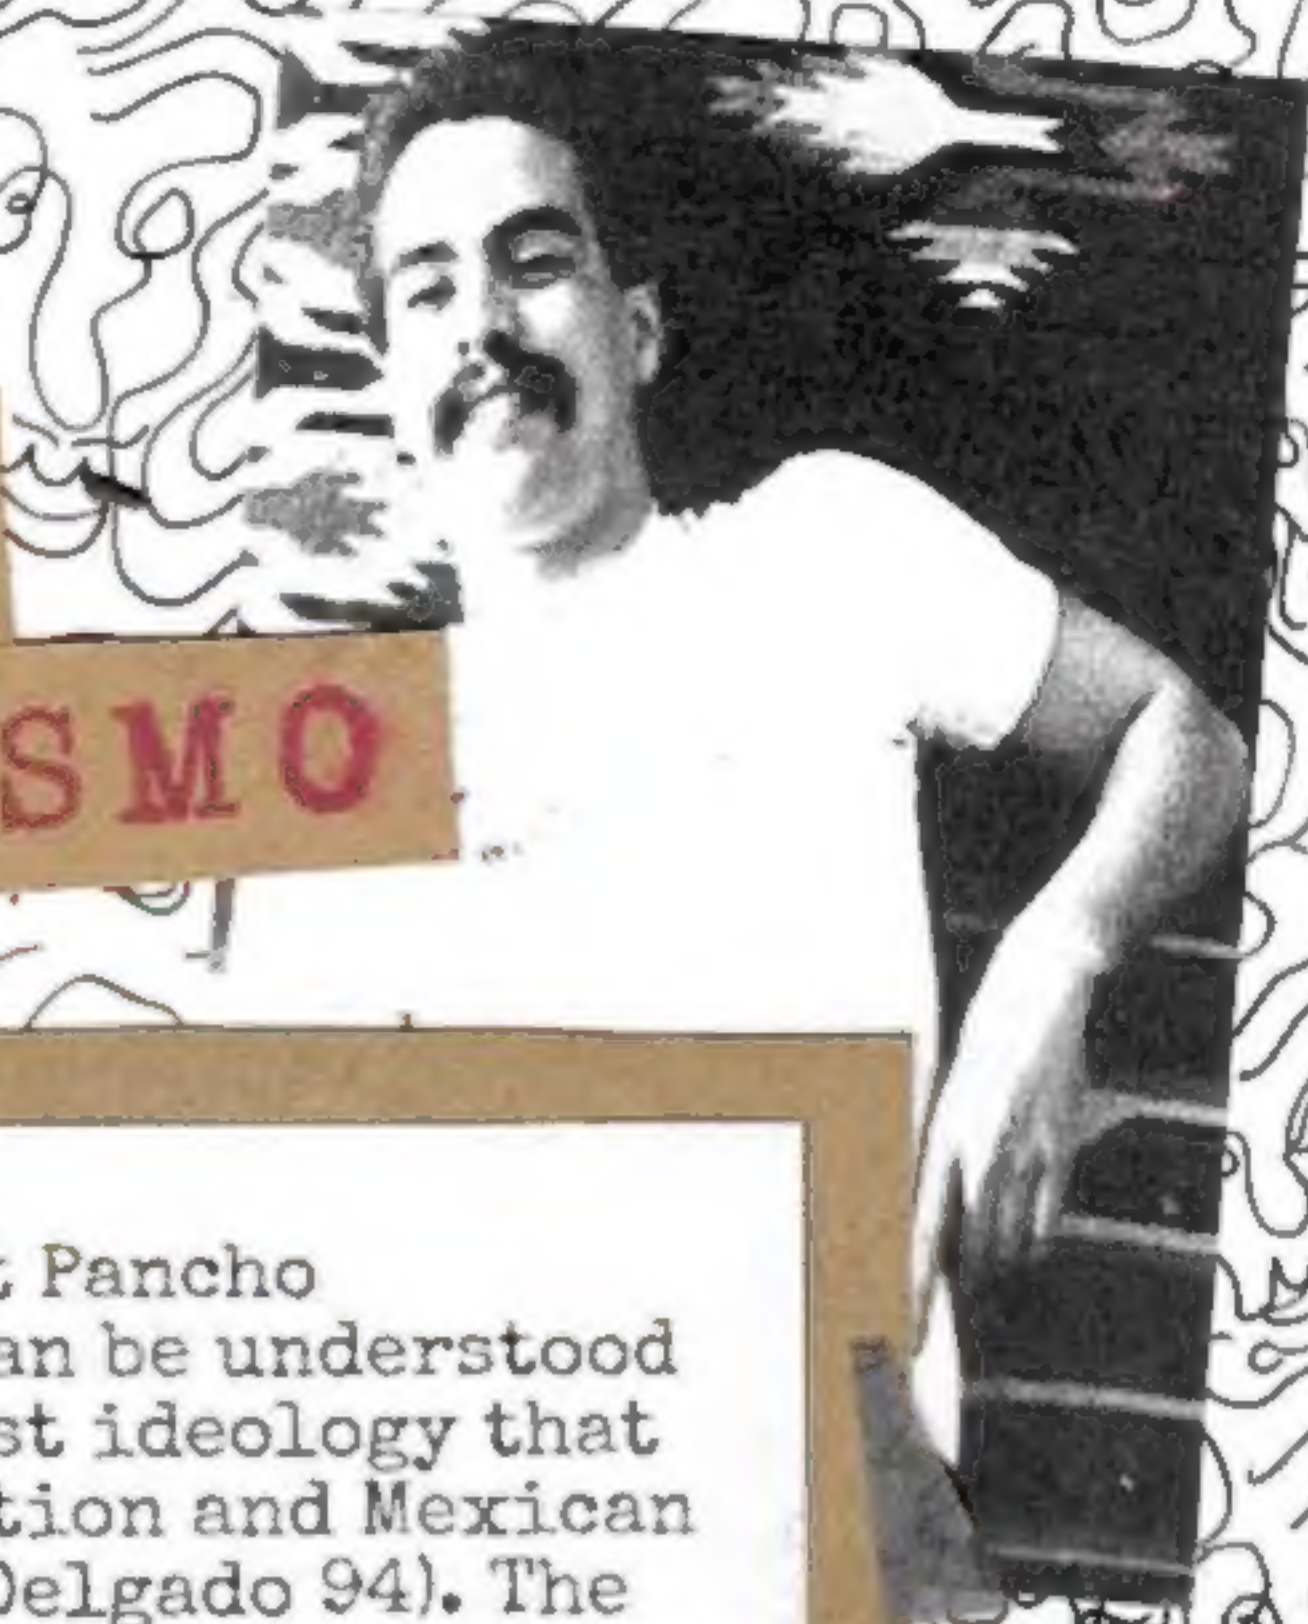 SMO
t Pancho
an be understood
st ideology that
tion and Mexican
Delgado 94). The